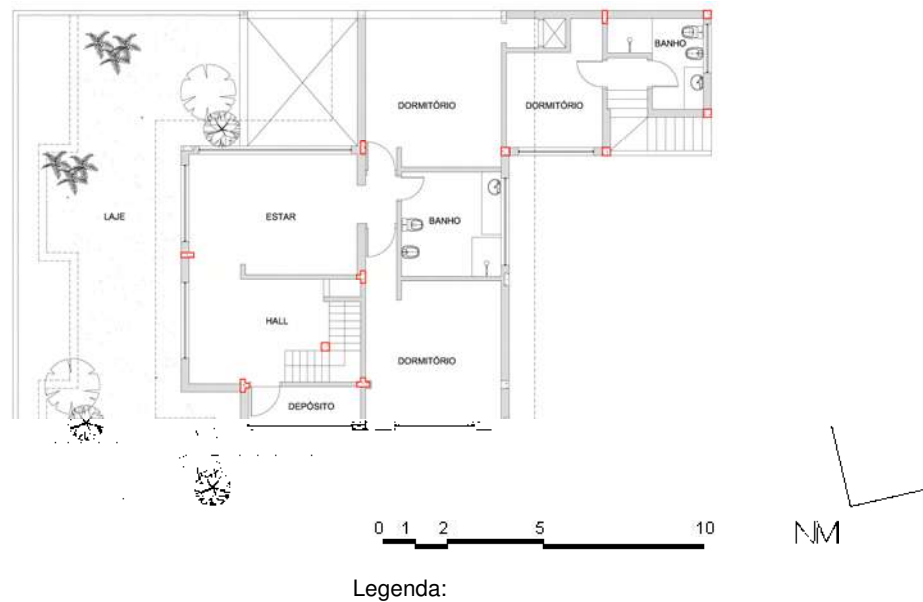 BANHO
DORMITÓRIO
DORMITÓRIO
LAJE
ESTAR
BANHO
HALL
DORMITÓRIO
DEPÓSITO
0 1 2 5 10
NM
Legenda: